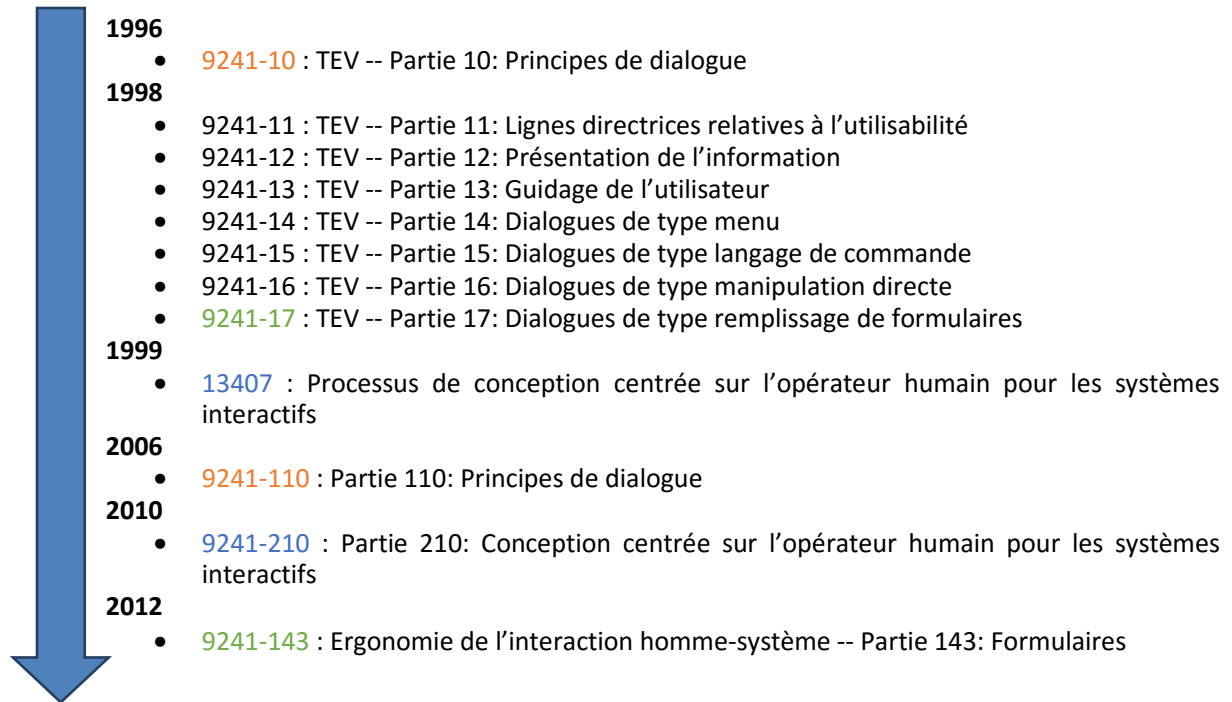 1996
• 9241-10 : TEV -- Partie 10: Principes de dialogue
1998
• 9241-11 : TEV -- Partie 11: Lignes directrices relatives à l’utilisabilité
• 9241-12 : TEV -- Partie 12: Présentation de l’information
• 9241-13 : TEV -- Partie 13: Guidage de l’utilisateur
• 9241-14 : TEV -- Partie 14: Dialogues de type menu
• 9241-15 : TEV -- Partie 15: Dialogues de type langage de commande
• 9241-16 : TEV -- Partie 16: Dialogues de type manipulation directe
• 9241-17 : TEV -- Partie 17: Dialogues de type remplissage de formulaires
1999
• 13407 : Processus de conception centrée sur l’opérateur humain pour les systèmes
interactifs
2006
• 9241-110 : Partie 110: Principes de dialogue
2010
• 9241-210 : Partie 210: Conception centrée sur l’opérateur humain pour les systèmes
interactifs
2012
• 9241-143 : Ergonomie de l’interaction homme-système -- Partie 143: Formulaires